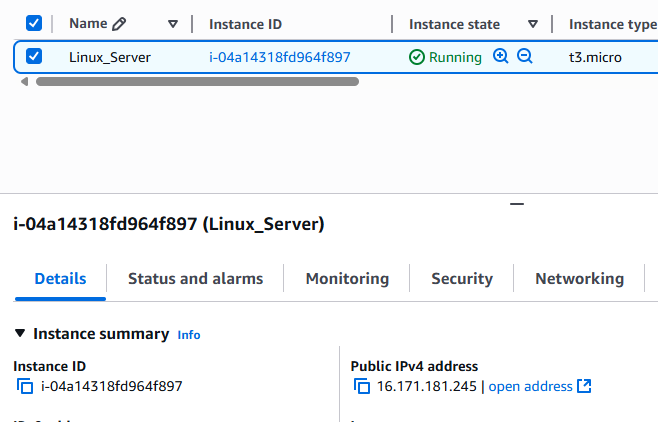 Name Instance ID Instance state Instance type
Linux_Server i-04a14318fd964f897 Running t3.micro
i-04a14318fd964f897 (Linux_Server)
Details Status and alarms Monitoring Security Networking
Instance summary Info
Instance ID Public IPv4 address
i-04a14318fd964f897 16.171.181.245 | open address